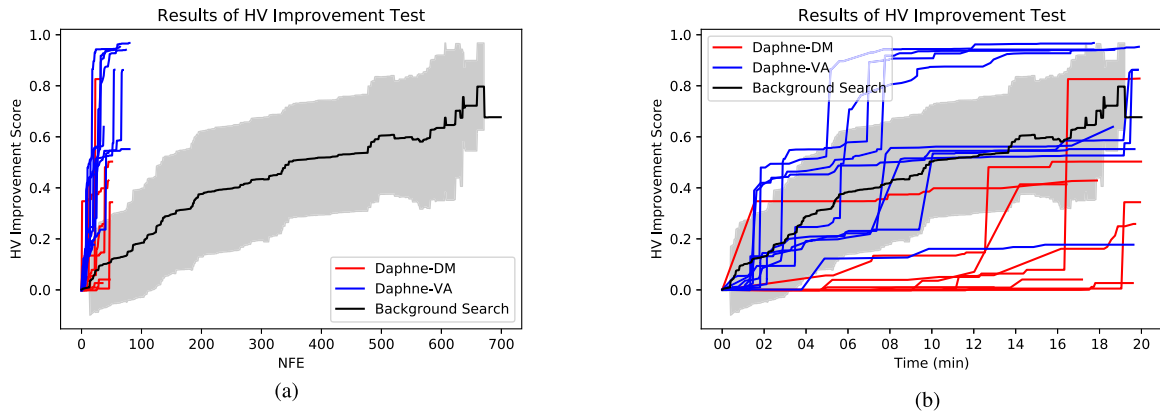 Results of HV Improvement Test
HV Improvement Score
1.0
0.8
0.6
0.4
0.2
0.0
Daphne-DM
Daphne-VA
Background Search
0 100 200 300 400 500 600 700
NFE
(a)
Results of HV Improvement Test
HV Improvement Score
1.0
0.8
0.6
0.4
0.2
0.0
Daphne-DM
Daphne-VA
Background Search
00 02 04 06 08 10 12 14 16 18 20
Time (min)
(b)